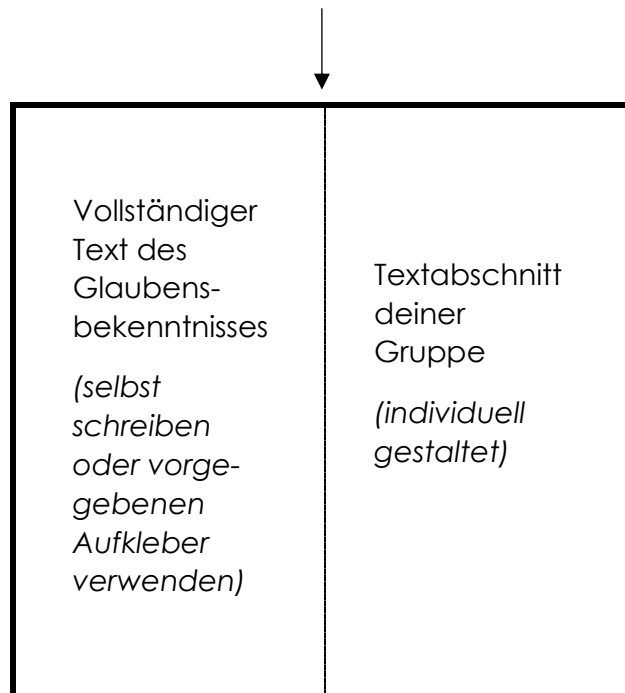 Vollständiger
Text des
Glaubens-
bekenntnisses
(selbst
schreiben
oder vorge-
gebenen
Aufkleber
verwenden)
Textabschnitt
deiner
Gruppe
(individuell
gestaltet)